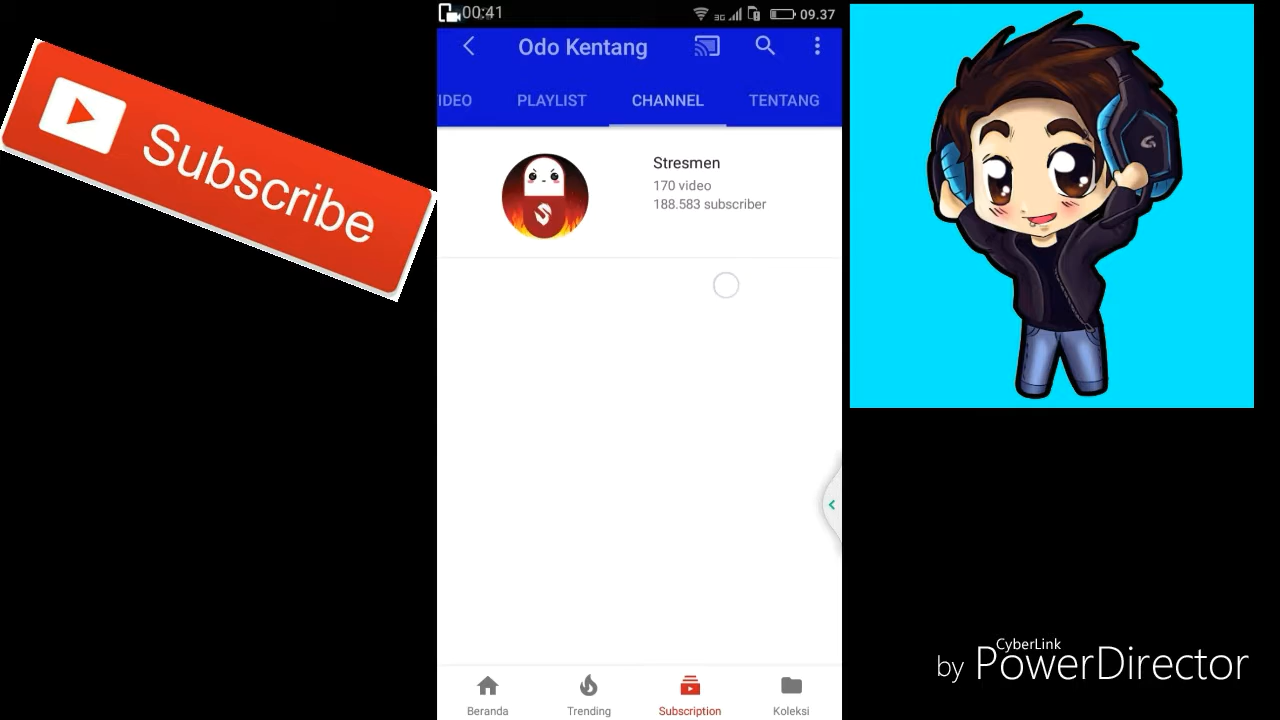 Subscribe
00:41
3G
09.37
Odo Kentang
IDEO
PLAYLIST
CHANNEL
TENTANG
Stresmen
170 video
188.583 subscriber
Beranda
Trending
Subscription
Koleksi
CyberLink
by PowerDirector